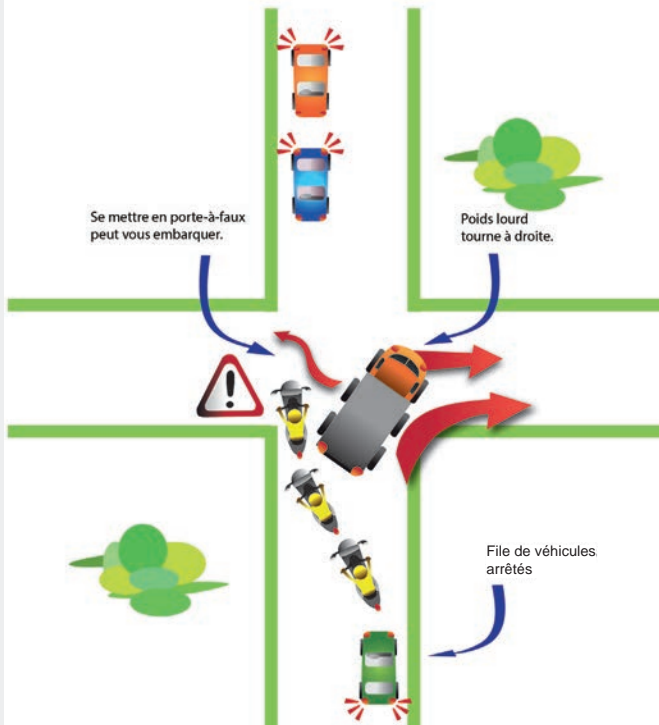 Se mettre en porte-à-faux
peut vous embarquer.
Poids lourd
tourne à droite.
!
File de véhicules
arrêtés